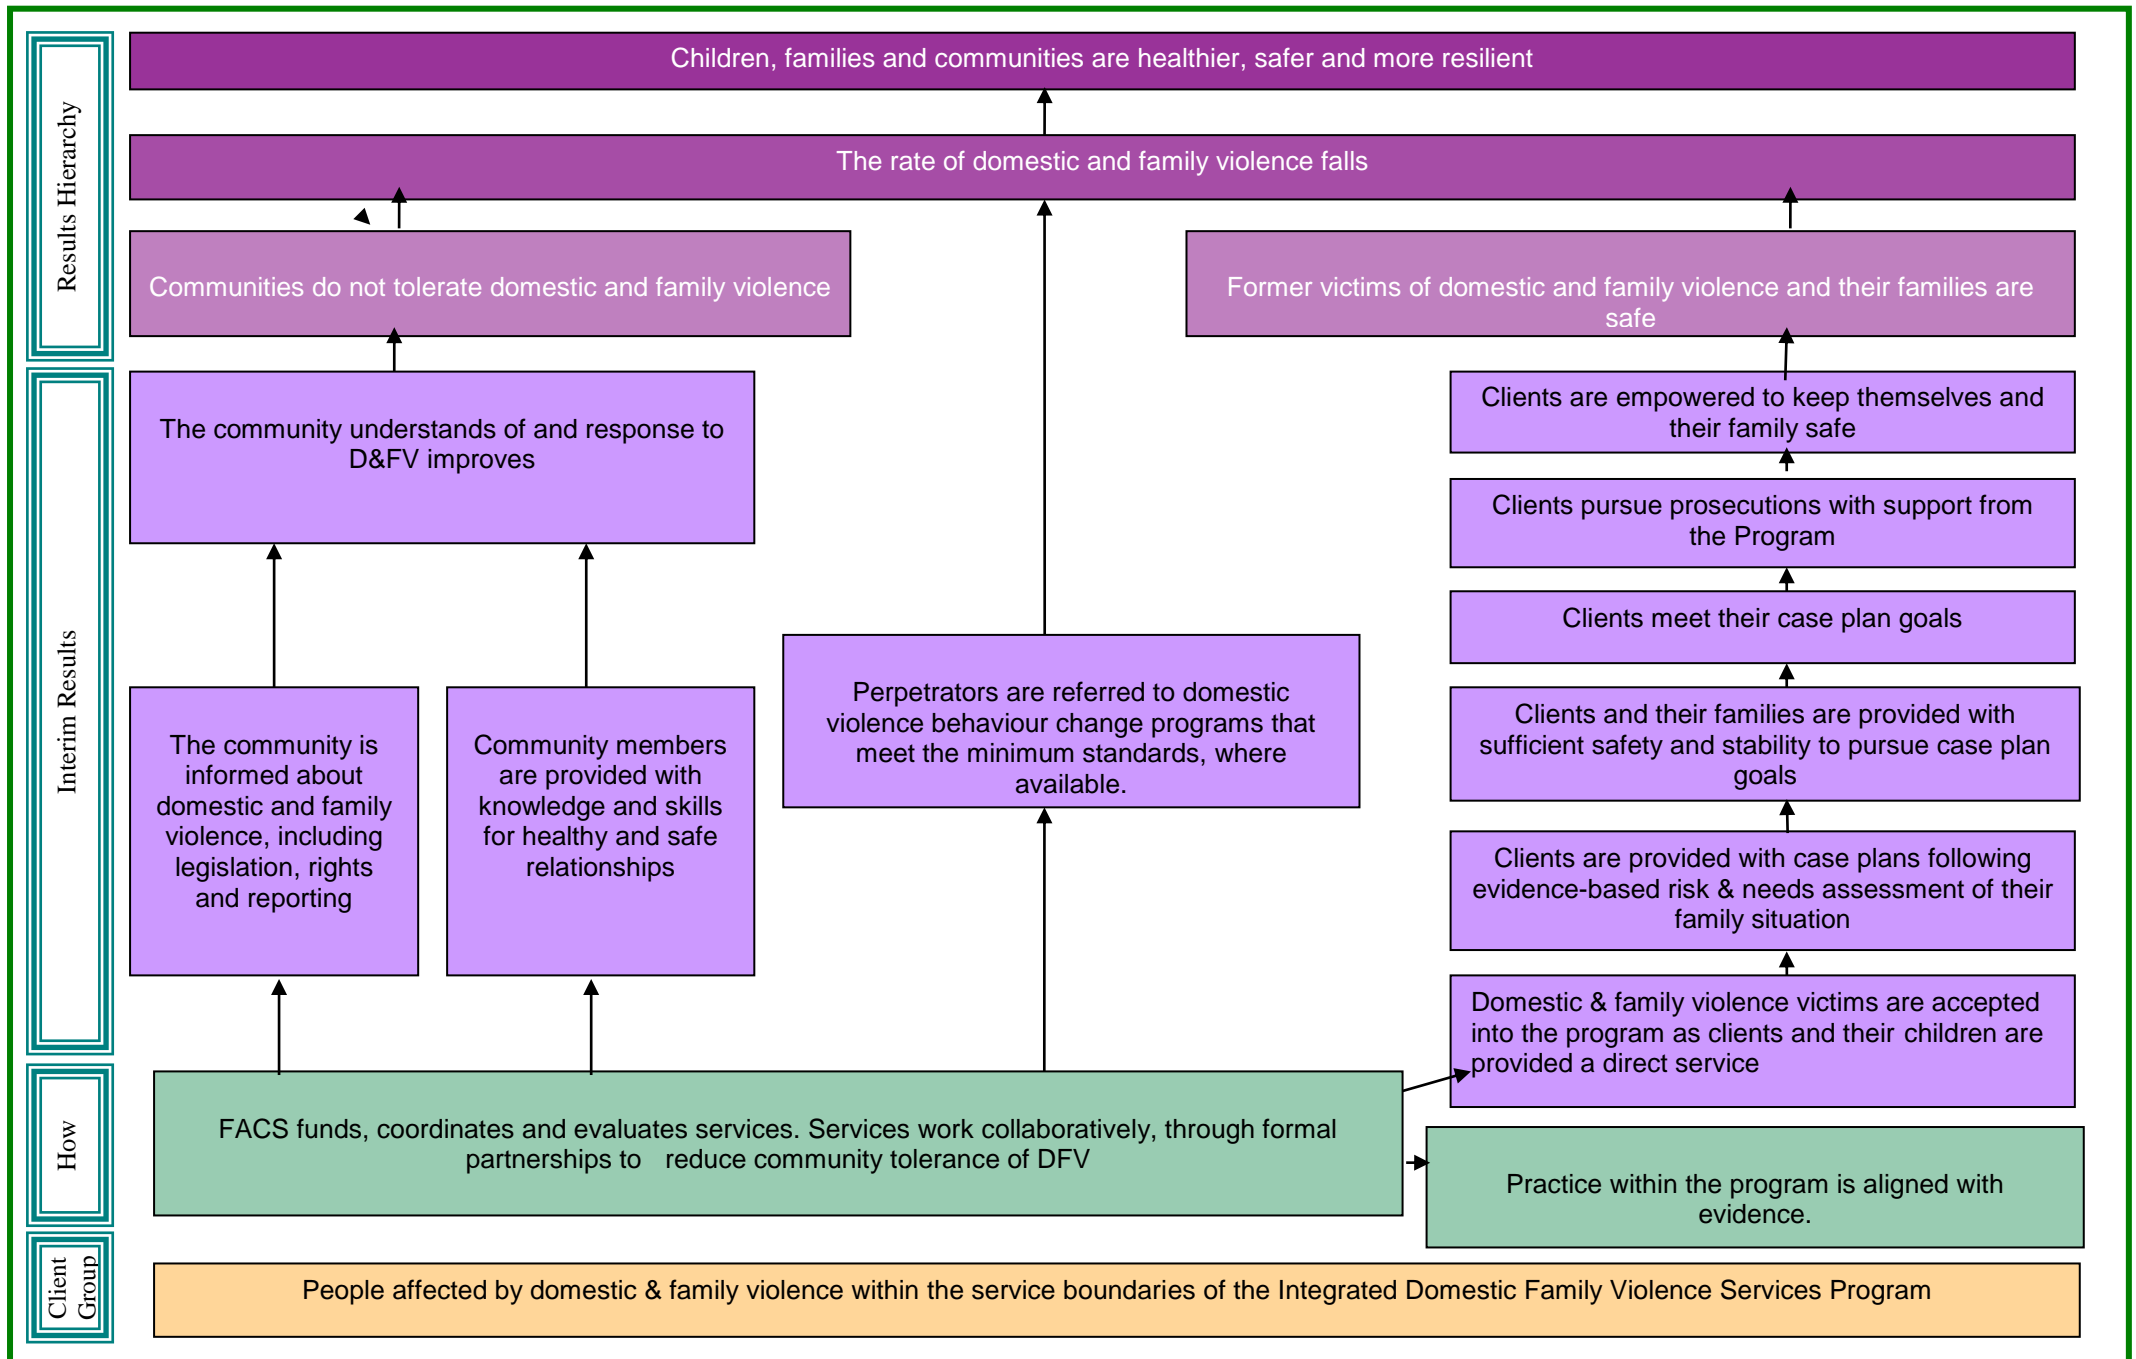 Results Hierarchy
Children, families and communities are healthier, safer and more resilient
The rate of domestic and family violence falls
Communities do not tolerate domestic and family violence
Former victims of domestic and family violence and their families are
safe
Interim Results
The community understands of and response to
D&FV improves
The community is
informed about
domestic and family
violence, including
legislation, rights
and reporting
Community members
are provided with
knowledge and skills
for healthy and safe
relationships
Perpetrators are referred to domestic
violence behaviour change programs that
meet the minimum standards, where
available.
Clients are empowered to keep themselves and
their family safe
Clients pursue prosecutions with support from
the Program
Clients meet their case plan goals
Clients and their families are provided with
sufficient safety and stability to pursue case plan
goals
Clients are provided with case plans following
evidence-based risk & needs assessment of their
family situation
Domestic & family violence victims are accepted
into the program as clients and their children are
provided a direct service
How
FACS funds, coordinates and evaluates services. Services work collaboratively, through formal
partnerships to reduce community tolerance of DFV
Practice within the program is aligned with
evidence.
Client
Group
People affected by domestic & family violence within the service boundaries of the Integrated Domestic Family Violence Services Program